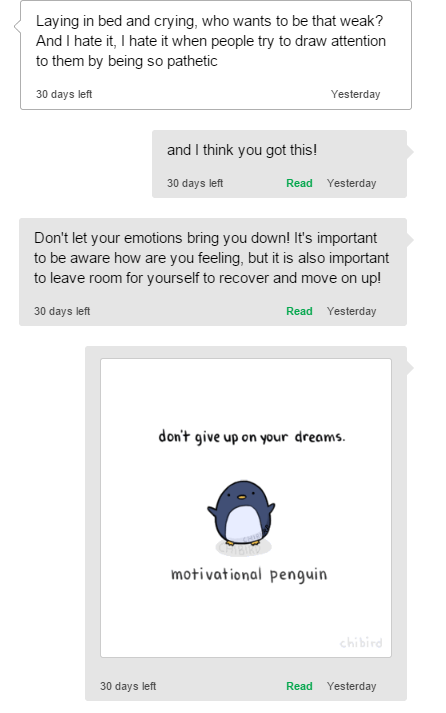 Laying in bed and crying, who wants to be that weak?
And I hate it, I hate it when people try to draw attention
to them by being so pathetic
30 days left Yesterday
and I think you got this!
30 days left Read Yesterday
Don't let your emotions bring you down! It's important
to be aware how are you feeling, but it is also important
to leave room for yourself to recover and move on up!
30 days left Read Yesterday
don't give up on your dreams.
CHIBIRD
motivational penguin
chibird
30 days left Read Yesterday